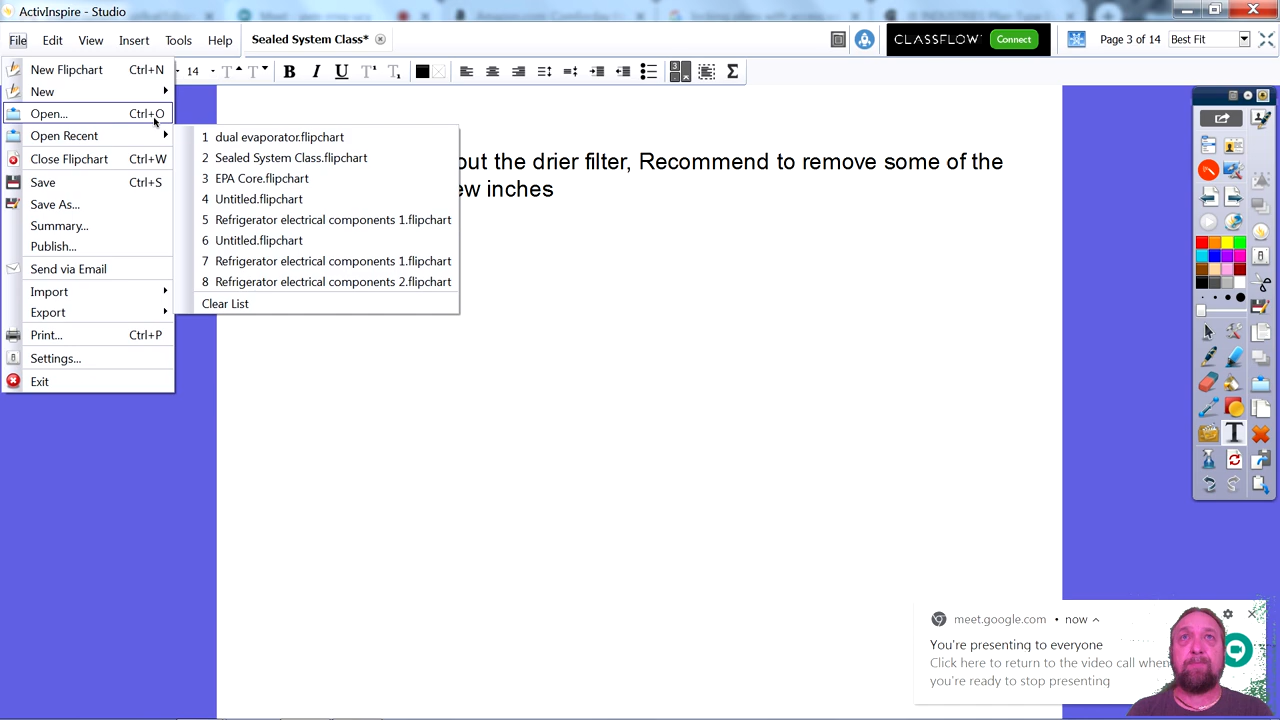 ActivInspire - Studio
File Edit View Insert Tools Help
Sealed System Class*
CLASSFLOW Connect
Page 3 of 14 Best Fit
14
New Flipchart Ctrl+N
New
Open... Ctrl+O
Open Recent
Close Flipchart Ctrl+W
Save Ctrl+S
Save As...
Summary...
Publish...
Send via Email
Import
Export
Print... Ctrl+P
Settings...
Exit
1 dual evaporator.flipchart
2 Sealed System Class.flipchart
3 EPA Core.flipchart
4 Untitled.flipchart
5 Refrigerator electrical components 1.flipchart
6 Untitled.flipchart
7 Refrigerator electrical components 1.flipchart
8 Refrigerator electrical components 2.flipchart
Clear List
the drier filter, Recommend to remove some of the
inches
meet.google.com • now
You're presenting to everyone
Click here to return to the video call when
you're ready to stop presenting